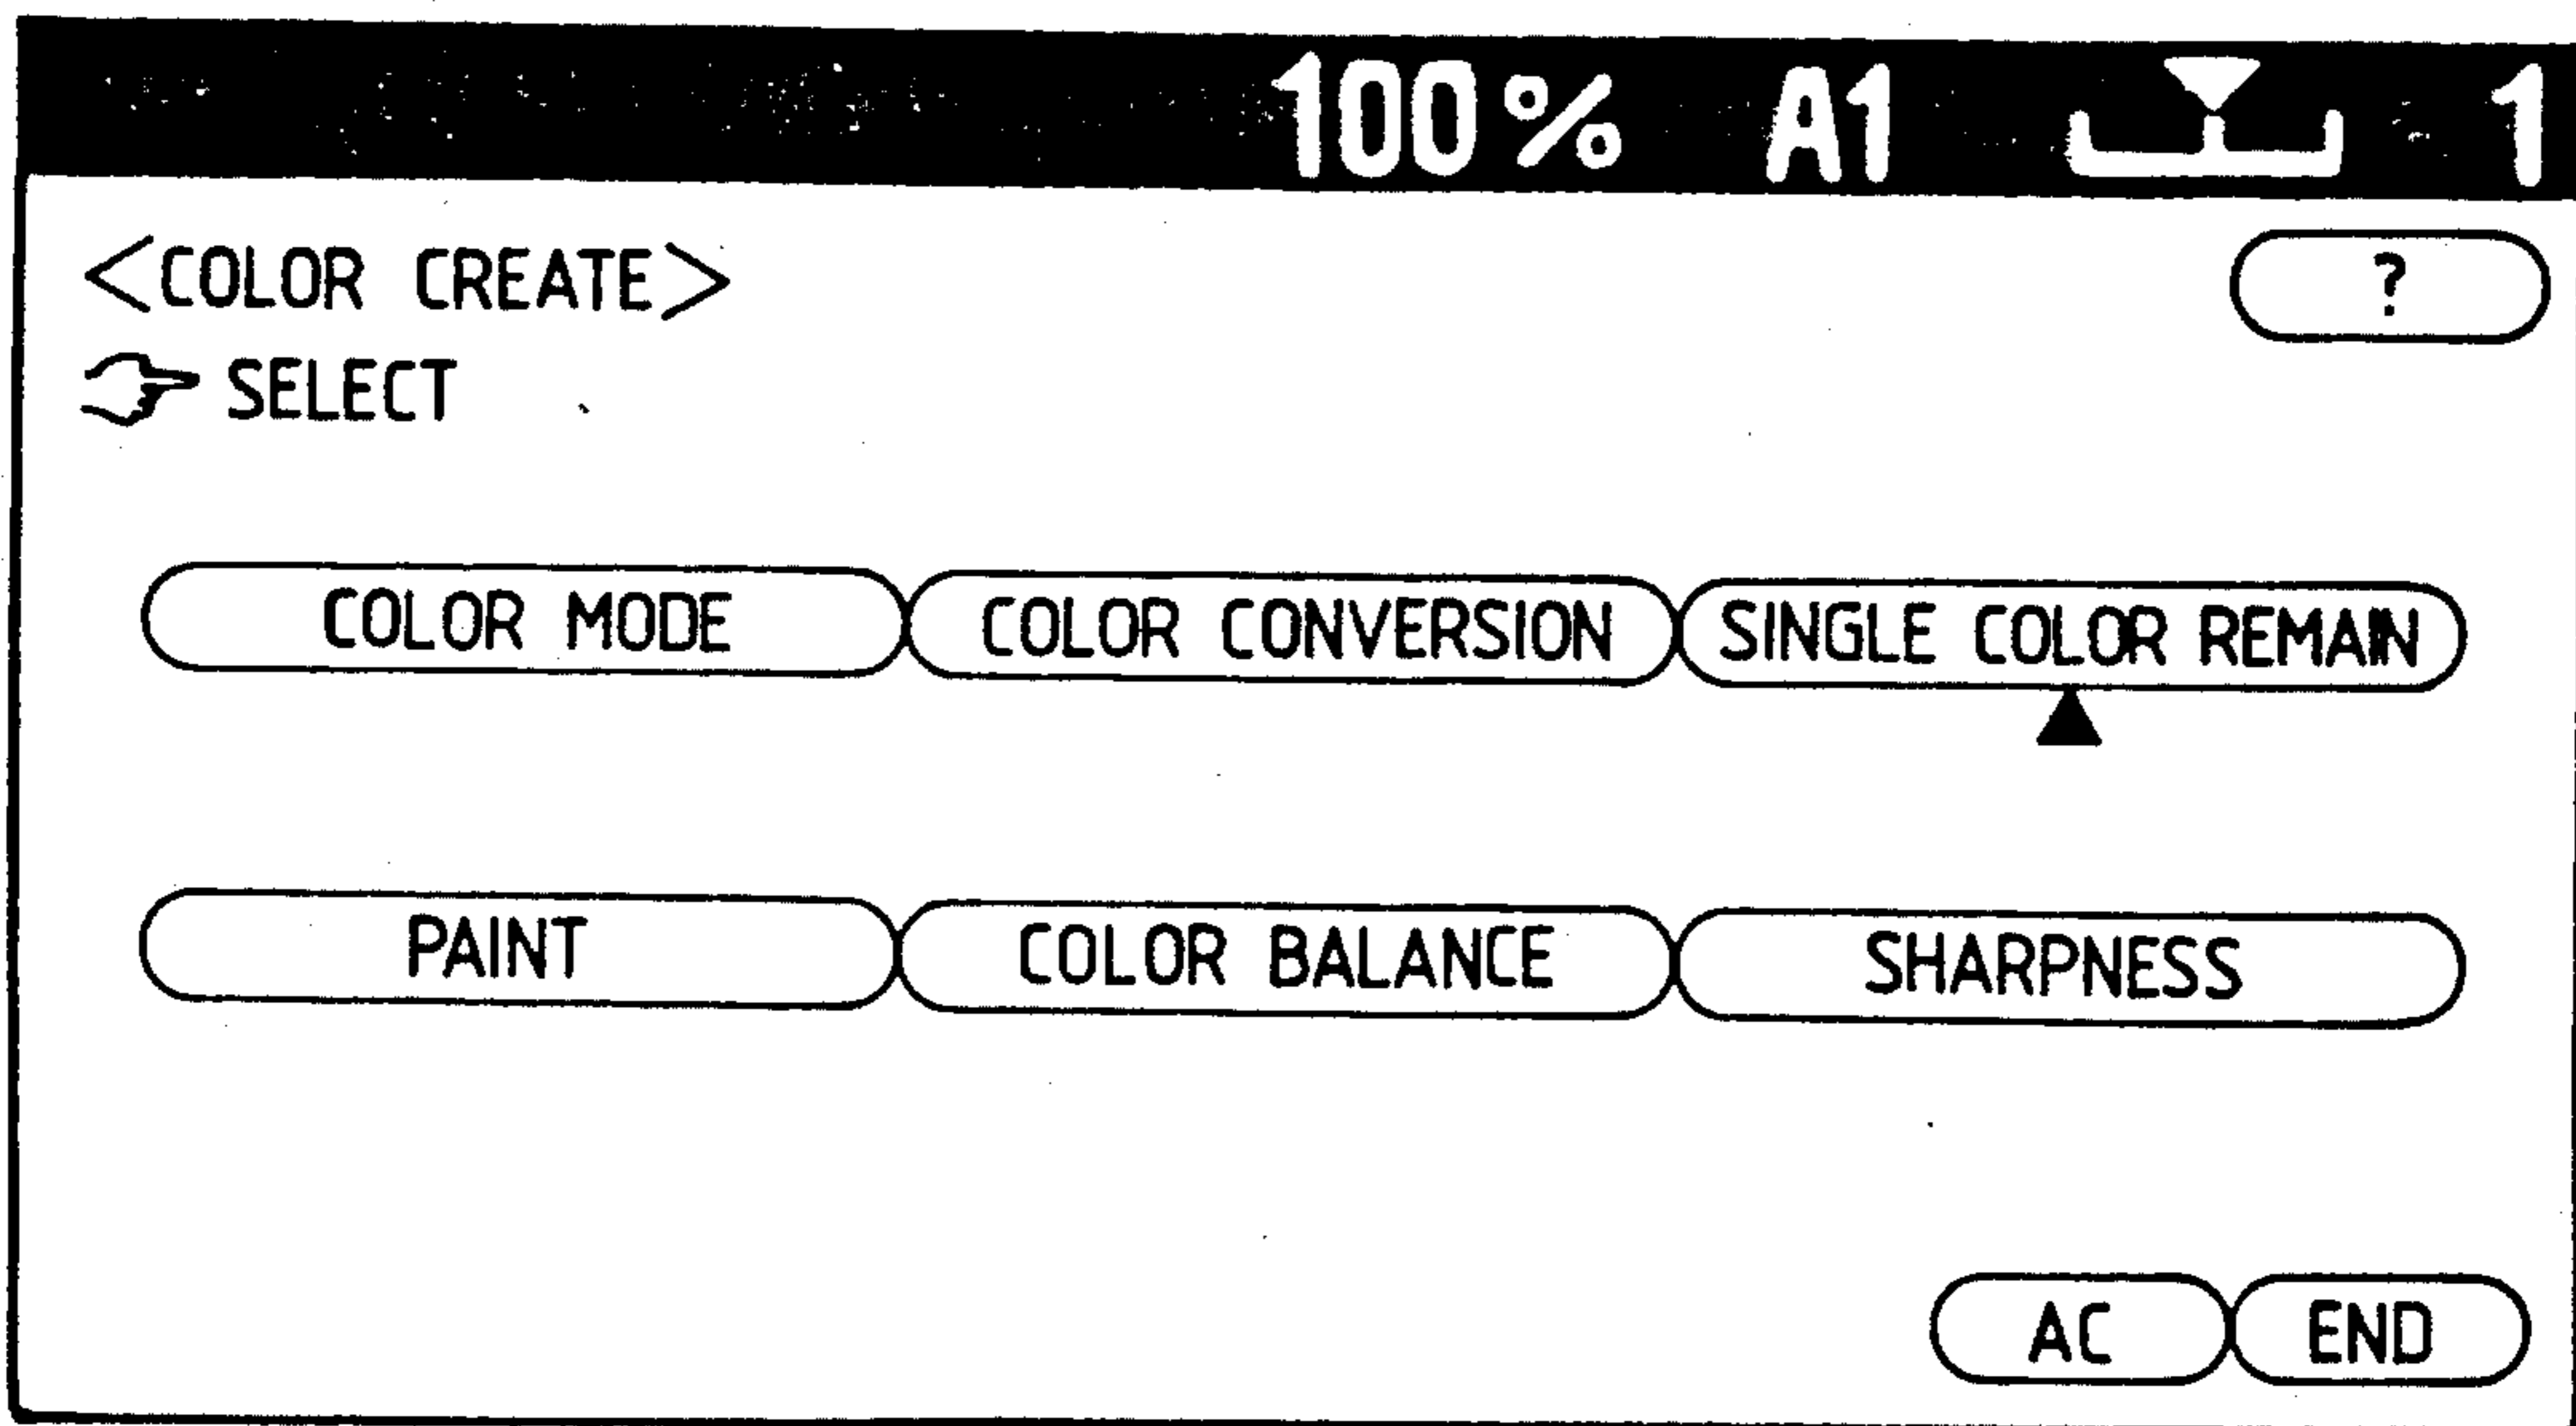 100% A1 1
<COLOR CREATE> ?
SELECT
COLOR MODE COLOR CONVERSION SINGLE COLOR REMAIN
PAINT COLOR BALANCE SHARPNESS
AC END